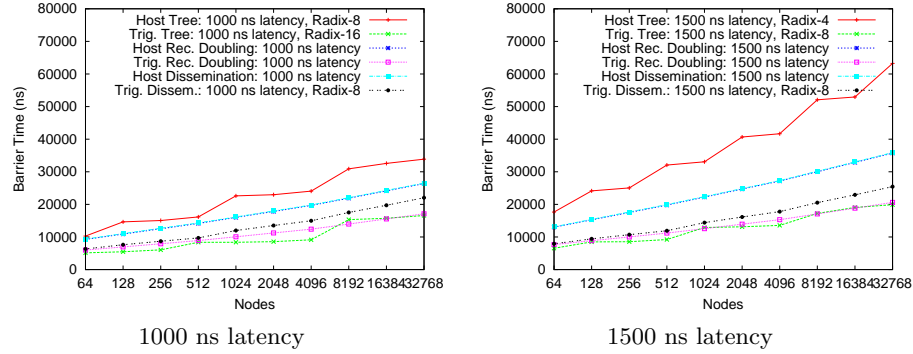 Host Tree: 1000 ns latency, Radix-8
Trig. Tree: 1000 ns latency, Radix-16
Host Rec. Doubling: 1000 ns latency
Trig. Rec. Doubling: 1000 ns latency
Host Dissemination: 1000 ns latency
Trig. Dissem.: 1000 ns latency, Radix-8
80000
70000
60000
50000
40000
30000
20000
10000
0
Barrier Time (ns)
64 128 256 512 1024 2048 4096 8192 16384 32768
Nodes
1000 ns latency
Host Tree: 1500 ns latency, Radix-4
Trig. Tree: 1500 ns latency, Radix-8
Host Rec. Doubling: 1500 ns latency
Trig. Rec. Doubling: 1500 ns latency
Host Dissemination: 1500 ns latency
Trig. Dissem.: 1500 ns latency, Radix-8
80000
70000
60000
50000
40000
30000
20000
10000
0
Barrier Time (ns)
64 128 256 512 1024 2048 4096 8192 16384 32768
Nodes
1500 ns latency